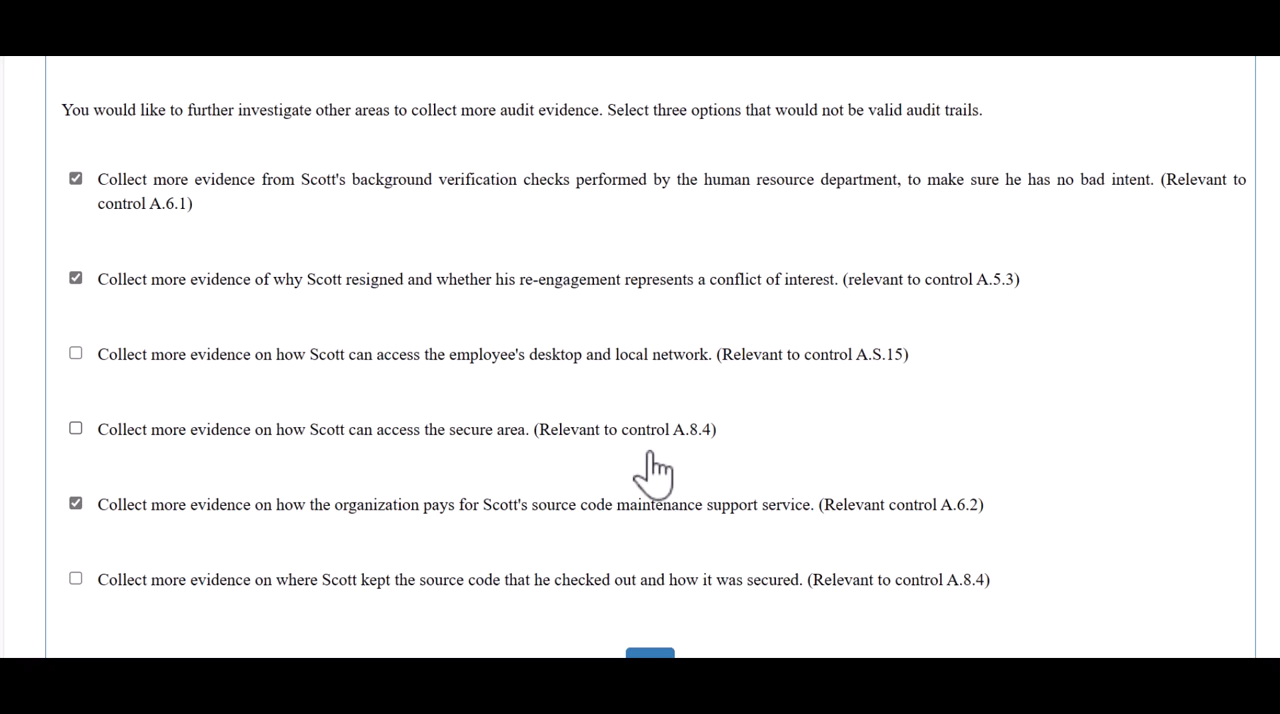 You would like to further investigate other areas to collect more audit evidence. Select three options that would not be valid audit trails.
Collect more evidence from Scott's background verification checks performed by the human resource department, to make sure he has no bad intent. (Relevant to
control A.6.1)
Collect more evidence of why Scott resigned and whether his re-engagement represents a conflict of interest. (relevant to control A.5.3)
Collect more evidence on how Scott can access the employee's desktop and local network. (Relevant to control A.S.15)
Collect more evidence on how Scott can access the secure area. (Relevant to control A.8.4)
Collect more evidence on how the organization pays for Scott's source code maintenance support service. (Relevant control A.6.2)
Collect more evidence on where Scott kept the source code that he checked out and how it was secured. (Relevant to control A.8.4)